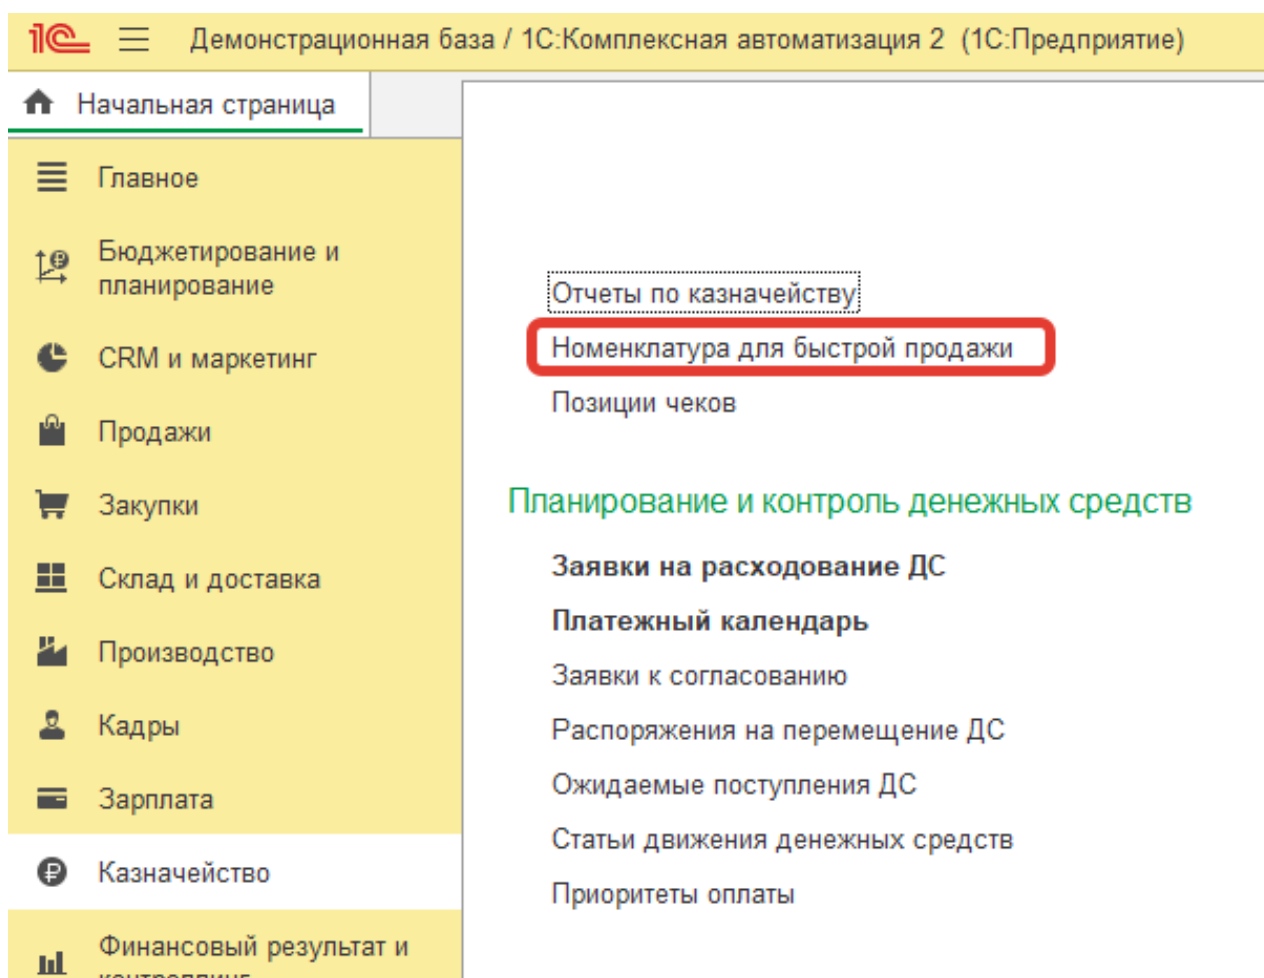 1С Демонстрационная база / 1С:Комплексная автоматизация 2 (1С:Предприятие)
Начальная страница
Главное
Бюджетирование и
планирование
CRM и маркетинг
Продажи
Закупки
Склад и доставка
Производство
Кадры
Зарплата
Казначейство
Финансовый результат и
контроллинг
Отчеты по казначейству
Номенклатура для быстрой продажи
Позиции чеков
Планирование и контроль денежных средств
Заявки на расходование ДС
Платежный календарь
Заявки к согласованию
Распоряжения на перемещение ДС
Ожидаемые поступления ДС
Статьи движения денежных средств
Приоритеты оплаты